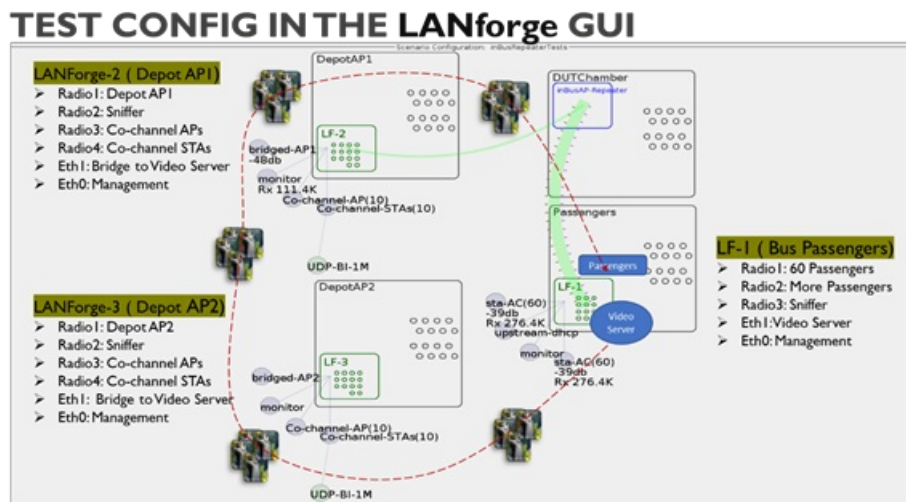 TEST CONFIG IN THE LANforge GUI
Scenario Configuration: inBusRepeaterTests
LANForge-2 ( Depot AP1)
Radio1: Depot AP1
Radio2: Sniffer
Radio3: Co-channel APs
Radio4: Co-channel STAs
Eth1: Bridge to Video Server
Eth0: Management
DepotAP1
LF-2
bridged-AP1
-48db
monitor
Rx 111.4K
Co-channel-AP(10)
Co-channel-STAs(10)
UDP-BI-1M
DUTChamber
inBusAP-Repeater
Passengers
Passengers
LF-1
Video
Server
sta-AC(60)
-39db
Rx 276.4K
upstream-dhcp
monitor
sta-AC(60)
-39db
Rx 276.4K
LF-1 ( Bus Passengers)
Radio1: 60 Passengers
Radio2: More Passengers
Radio3: Sniffer
Eth1: Video Server
Eth0: Management
LANForge-3 ( Depot AP2)
Radio1: Depot AP2
Radio2: Sniffer
Radio3: Co-channel APs
Radio4: Co-channel STAs
Eth1: Bridge to Video Server
Eth0: Management
DepotAP2
LF-3
bridged-AP2
monitor
Co-channel-AP(10)
Co-channel-STAs(10)
UDP-BI-1M